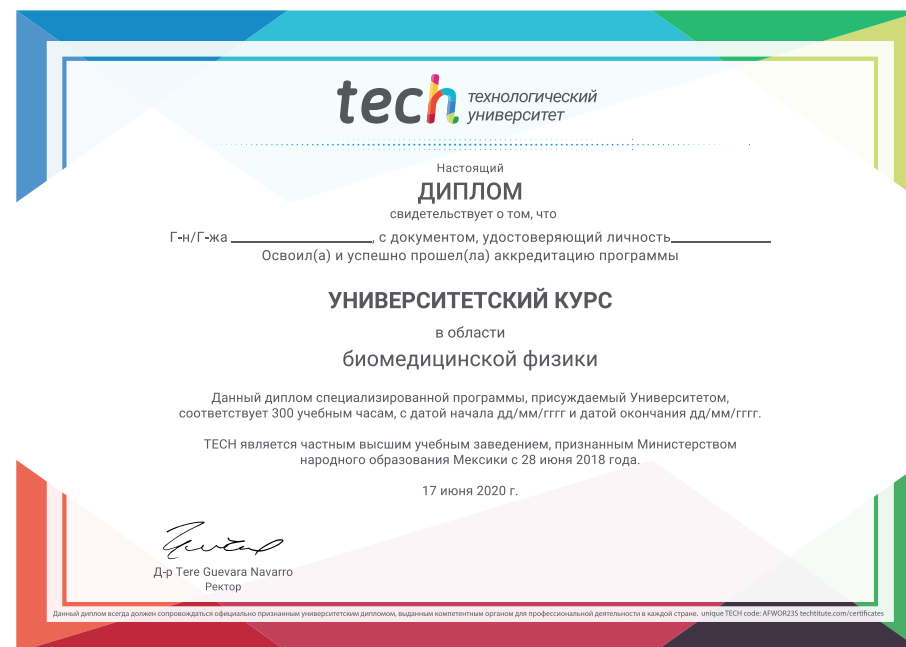 tech технологический
университет
Настоящий
ДИПЛОМ
свидетельствует о том, что
Г-н/Г-жа ____________________, с документом, удостоверяющий личность______________
Освоил(а) и успешно прошел(ла) аккредитацию программы
УНИВЕРСИТЕТСКИЙ КУРС
в области
биомедицинской физики
Данный диплом специализированной программы, присуждаемый Университетом,
соответствует 300 учебным часам, с датой начала дд/мм/гггг и датой окончания дд/мм/гггг.
TECH является частным высшим учебным заведением, признанным Министерством
народного образования Мексики с 28 июня 2018 года.
17 июня 2020 г.
Д-р Tere Guevara Navarro
Ректор
Данный диплом всегда должен сопровождаться официально признанным университетским дипломом, выданным компетентным органом для профессиональной деятельности в каждой стране. unique TECH code: AFWOR23S techtitute.com/certificates